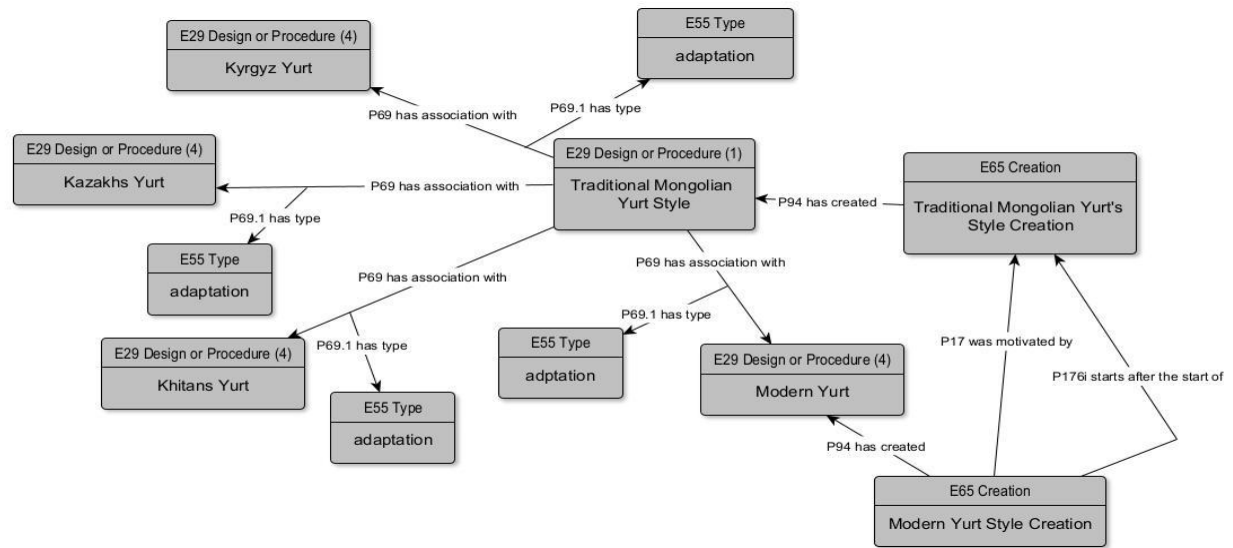 E29 Design or Procedure (4)
Kyrgyz Yurt
E55 Type
adaptation
P69.1 has type
P69 has association with
E29 Design or Procedure (4)
Kazakhs Yurt
P69 has association with
P69.1 has type
E55 Type
adaptation
E29 Design or Procedure (1)
Traditional Mongolian
Yurt Style
P94 has created
E65 Creation
Traditional Mongolian Yurt's
Style Creation
P69 has association with
P69.1 has type
E29 Design or Procedure (4)
Khitans Yurt
E55 Type
adaptation
P69 has association with
P69.1 has type
E55 Type
adptation
E29 Design or Procedure (4)
Modern Yurt
P17 was motivated by
P176i starts after the start of
P94 has created
E65 Creation
Modern Yurt Style Creation